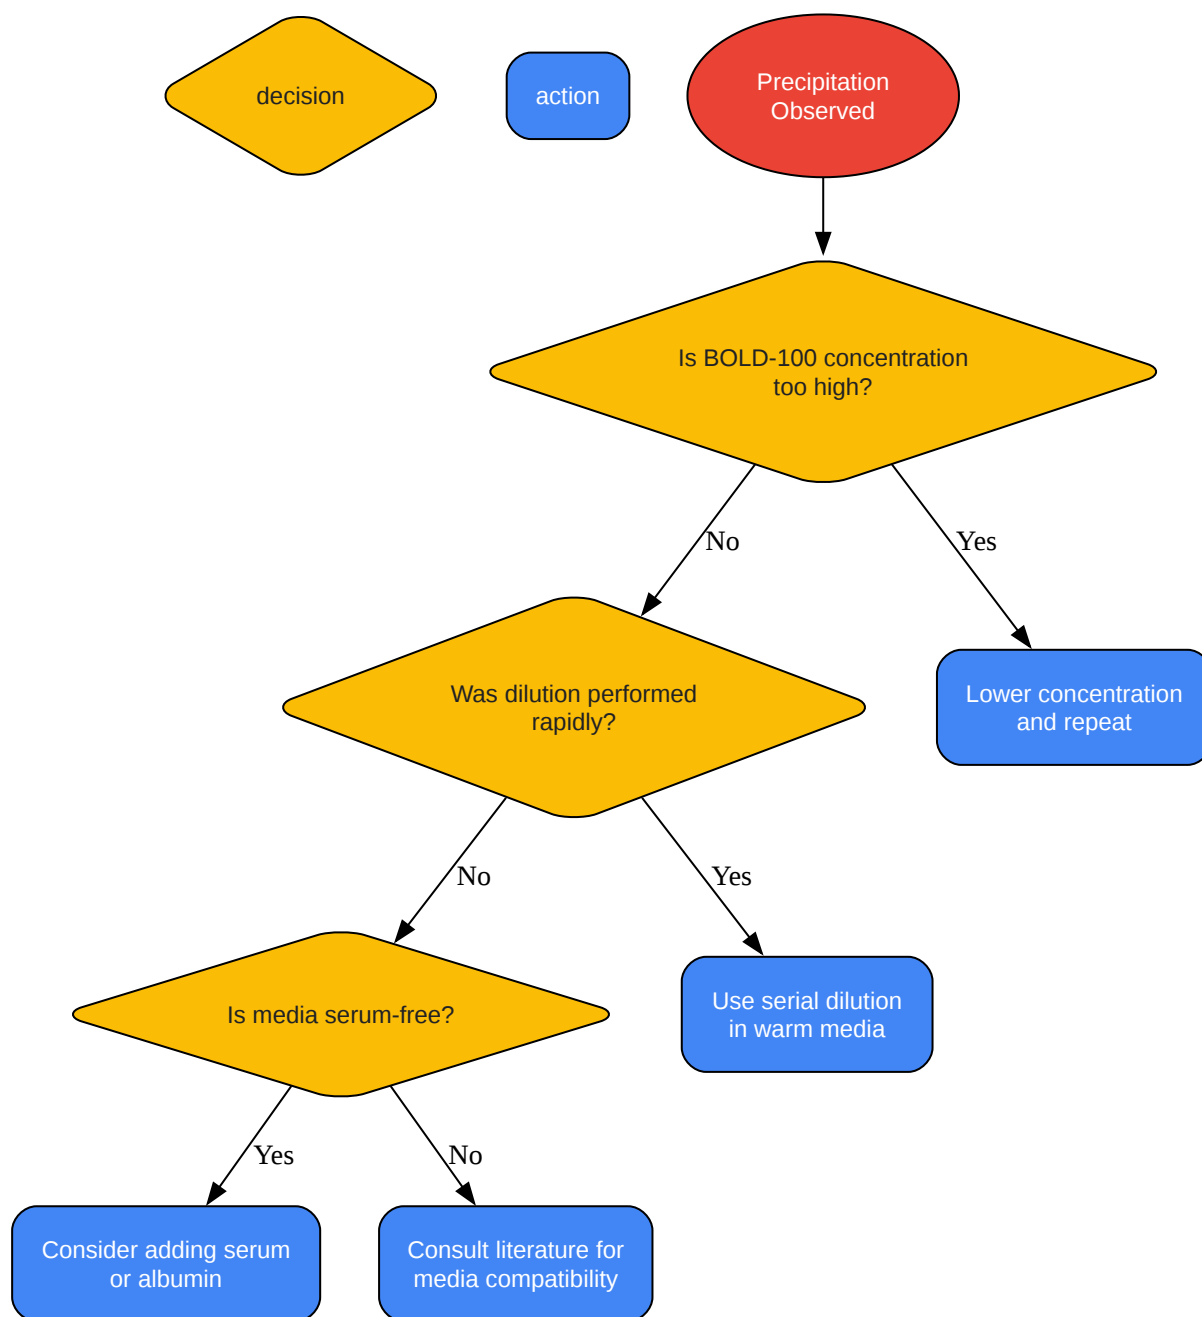 decision
action
Precipitation
Observed
Is BOLD-100 concentration
too high?
No
Yes
Was dilution performed
rapidly?
Lower concentration
and repeat
No
Yes
Is media serum-free?
Use serial dilution
in warm media
Yes
No
Consider adding serum
or albumin
Consult literature for
media compatibility